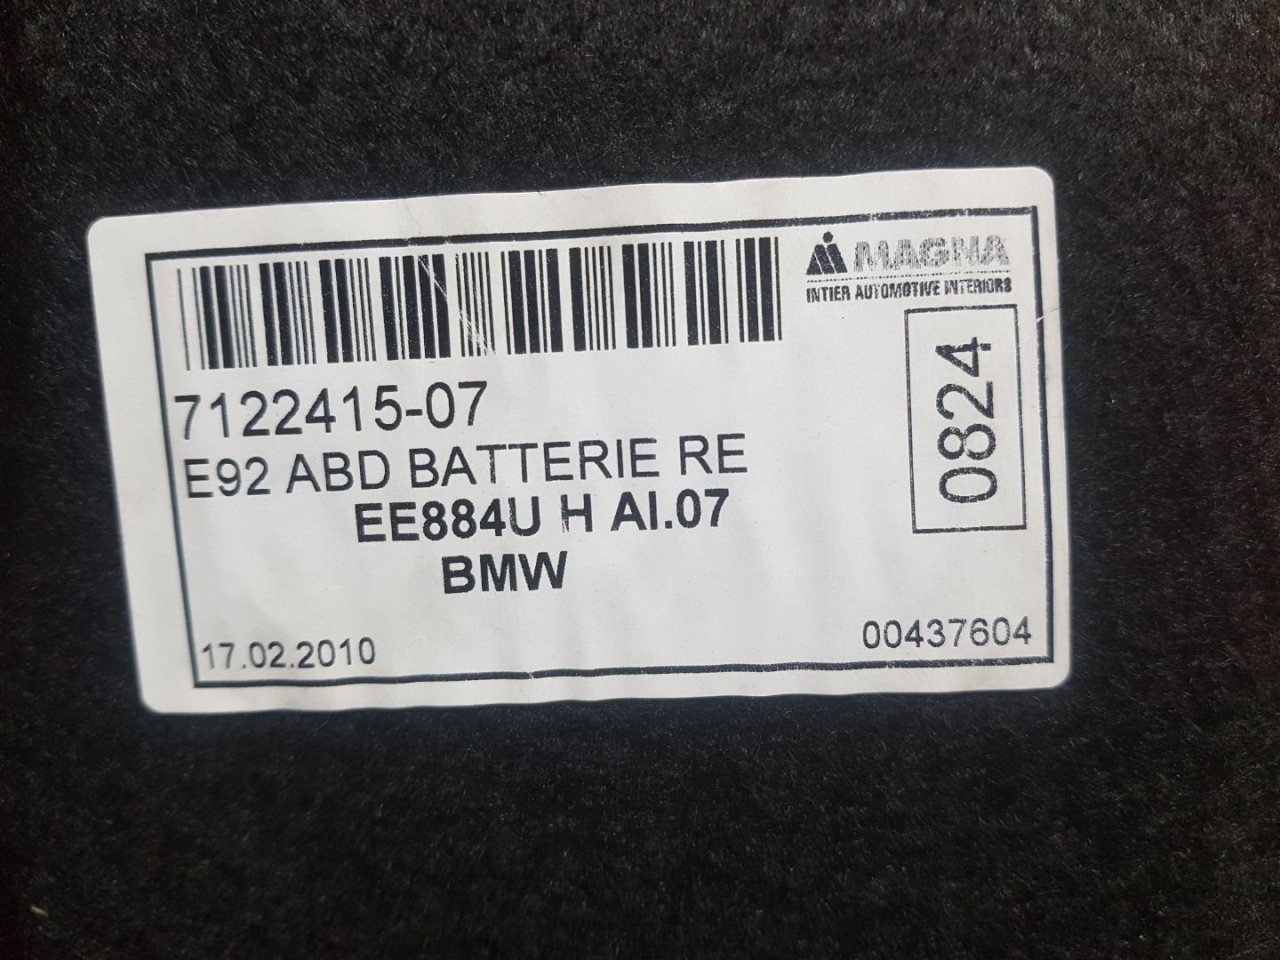 MAGNA
INTIER AUTOMOTIVE INTERIORS
0824
7122415-07
E92 ABD BATTERIE RE
EE884U H AI.07
BMW
17.02.2010
00437604